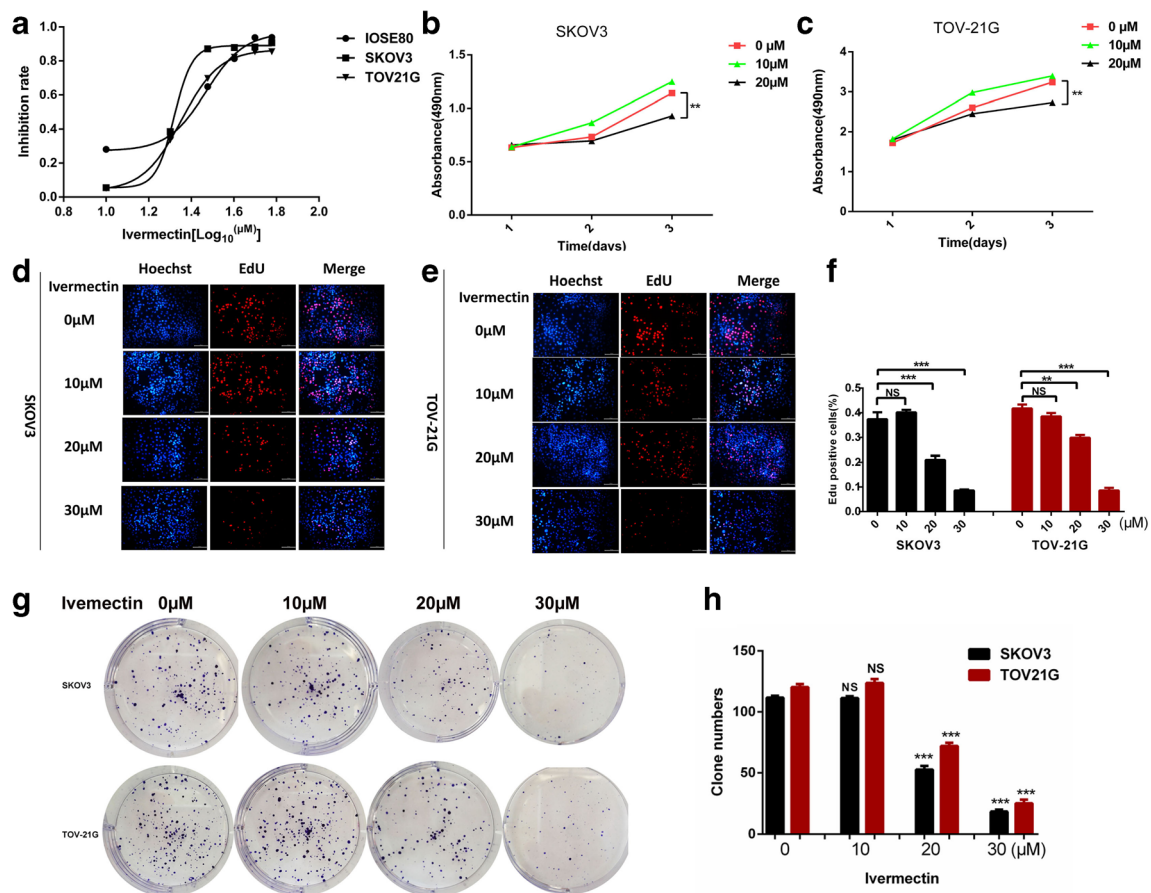 a
Inhibition rate
1.0
0.8
0.6
0.4
0.2
0.0
0.8 1.0 1.2 1.4 1.6 1.8 2.0
Ivermectin[Log10(µM)]
IOSE80
SKOV3
TOV21G
b
SKOV3
Absorbance(490nm)
1.5
1.0
0.5
0.0
1 2 3
Time(days)
0 µM
10µM
20µM
**
c
TOV-21G
Absorbance(490nm)
4
3
2
1
0
1 2 3
Time(days)
0 µM
10µM
20µM
**
d
SKOV3
Hoechst EdU Merge
Ivermectin
0µM
10µM
20µM
30µM
e
TOV-21G
Hoechst EdU Merge
Ivermectin
0µM
10µM
20µM
30µM
f
Edu positive cells(%)
0.5
0.4
0.3
0.2
0.1
0.0
***
***
NS
***
**
NS
0 10 20 30 0 10 20 30 (µM)
SKOV3 TOV-21G
g
Ivemectin 0µM 10µM 20µM 30µM
SKOV3
TOV-21G
h
Clone numbers
150
100
50
0
SKOV3
TOV21G
NS NS
*** ***
*** ***
0 10 20 30 (µM)
Ivermectin